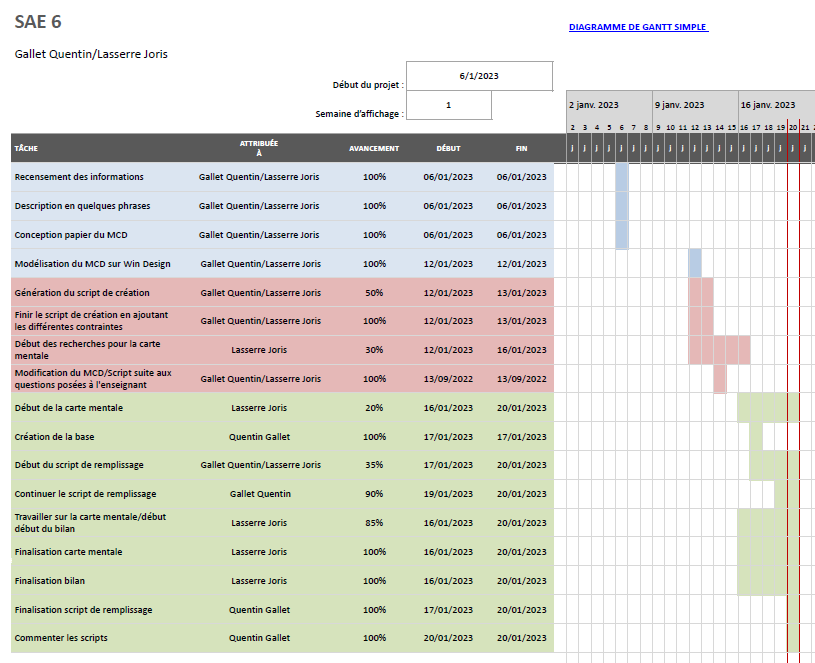 SAE 6
DIAGRAMME DE GANTT SIMPLE
Gallet Quentin/Lasserre Joris
Début du projet : 6/1/2023
Semaine d'affichage : 1
2 janv. 2023 9 janv. 2023 16 janv. 2023
2 3 4 5 6 7 8 9 10 11 12 13 14 15 16 17 18 19 20 21
TÂCHE ATTRIBUÉE À AVANCEMENT DÉBUT FIN j j j j j j j j j j j j j j j j j j j j
Recensement des informations Gallet Quentin/Lasserre Joris 100% 06/01/2023 06/01/2023
Description en quelques phrases Gallet Quentin/Lasserre Joris 100% 06/01/2023 06/01/2023
Conception papier du MCD Gallet Quentin/Lasserre Joris 100% 06/01/2023 06/01/2023
Modélisation du MCD sur Win Design Gallet Quentin/Lasserre Joris 100% 12/01/2023 12/01/2023
Génération du script de création Gallet Quentin/Lasserre Joris 50% 12/01/2023 13/01/2023
Finir le script de création en ajoutant
les différentes contraintes Gallet Quentin/Lasserre Joris 100% 12/01/2023 13/01/2023
Début des recherches pour la carte
mentale Lasserre Joris 30% 12/01/2023 16/01/2023
Modification du MCD/Script suite aux
questions posées à l'enseignant Gallet Quentin/Lasserre Joris 100% 13/09/2022 13/09/2022
Début de la carte mentale Lasserre Joris 20% 16/01/2023 20/01/2023
Création de la base Quentin Gallet 100% 17/01/2023 17/01/2023
Début du script de remplissage Gallet Quentin/Lasserre Joris 35% 17/01/2023 20/01/2023
Continuer le script de remplissage Gallet Quentin 90% 19/01/2023 20/01/2023
Travailler sur la carte mentale/début
début du bilan Lasserre Joris 85% 16/01/2023 20/01/2023
Finalisation carte mentale Lasserre Joris 100% 16/01/2023 20/01/2023
Finalisation bilan Lasserre Joris 100% 16/01/2023 20/01/2023
Finalisation script de remplissage Quentin Gallet 100% 17/01/2023 20/01/2023
Commenter les scripts Quentin Gallet 100% 20/01/2023 20/01/2023